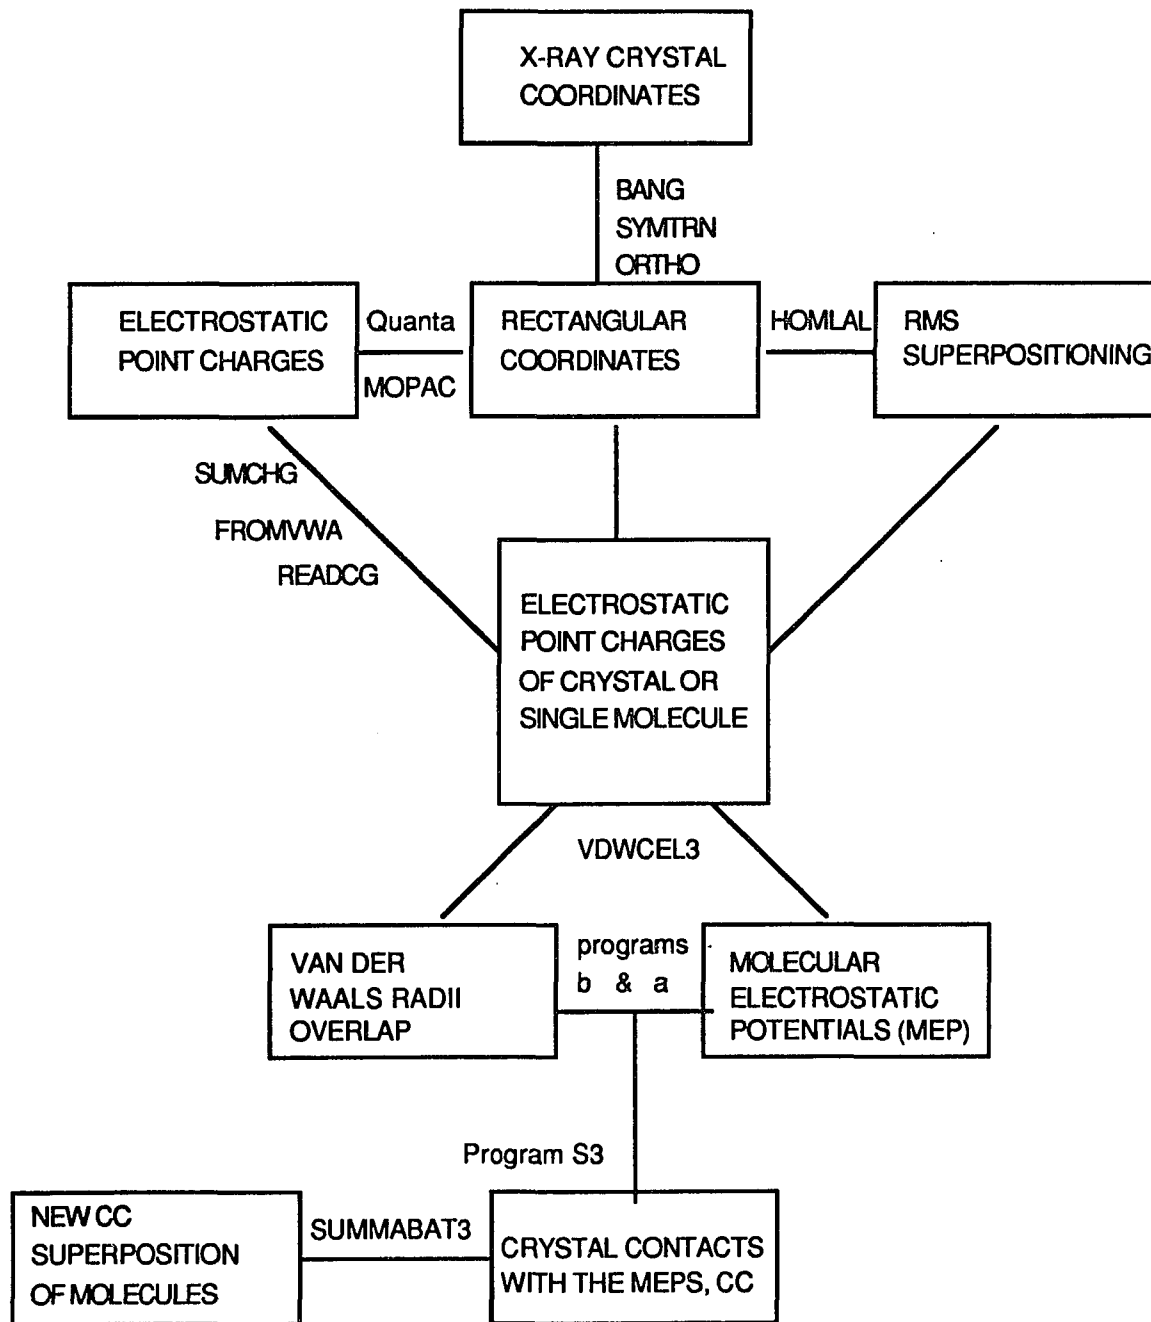 X-RAY CRYSTAL
COORDINATES
BANG
SYMTRN
ORTHO
ELECTROSTATIC
POINT CHARGES
Quanta
MOPAC
RECTANGULAR
COORDINATES
HOMLAL
RMS
SUPERPOSITIONING
SUMCHG
FROMVWA
READCG
ELECTROSTATIC
POINT CHARGES
OF CRYSTAL OR
SINGLE MOLECULE
VDWCEL3
VAN DER
WAALS RADII
OVERLAP
programs
b & a
MOLECULAR
ELECTROSTATIC
POTENTIALS (MEP)
Program S3
NEW CC
SUPERPOSITION
OF MOLECULES
SUMMABAT3
CRYSTAL CONTACTS
WITH THE MEPS, CC